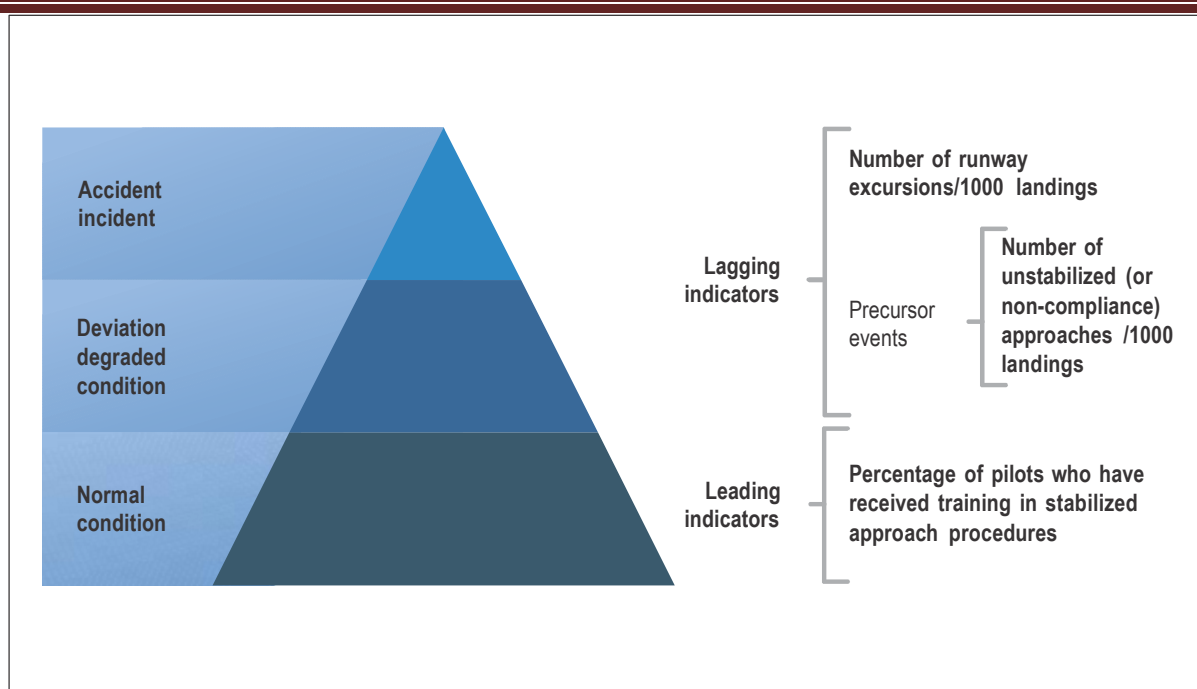 Accident
incident
Deviation
degraded
condition
Normal
condition
Lagging
indicators
Number of runway
excursions/1000 landings
Precursor
events
Number of
unstabilized (or
non-compliance)
approaches /1000
landings
Leading
indicators
Percentage of pilots who have
received training in stabilized
approach procedures